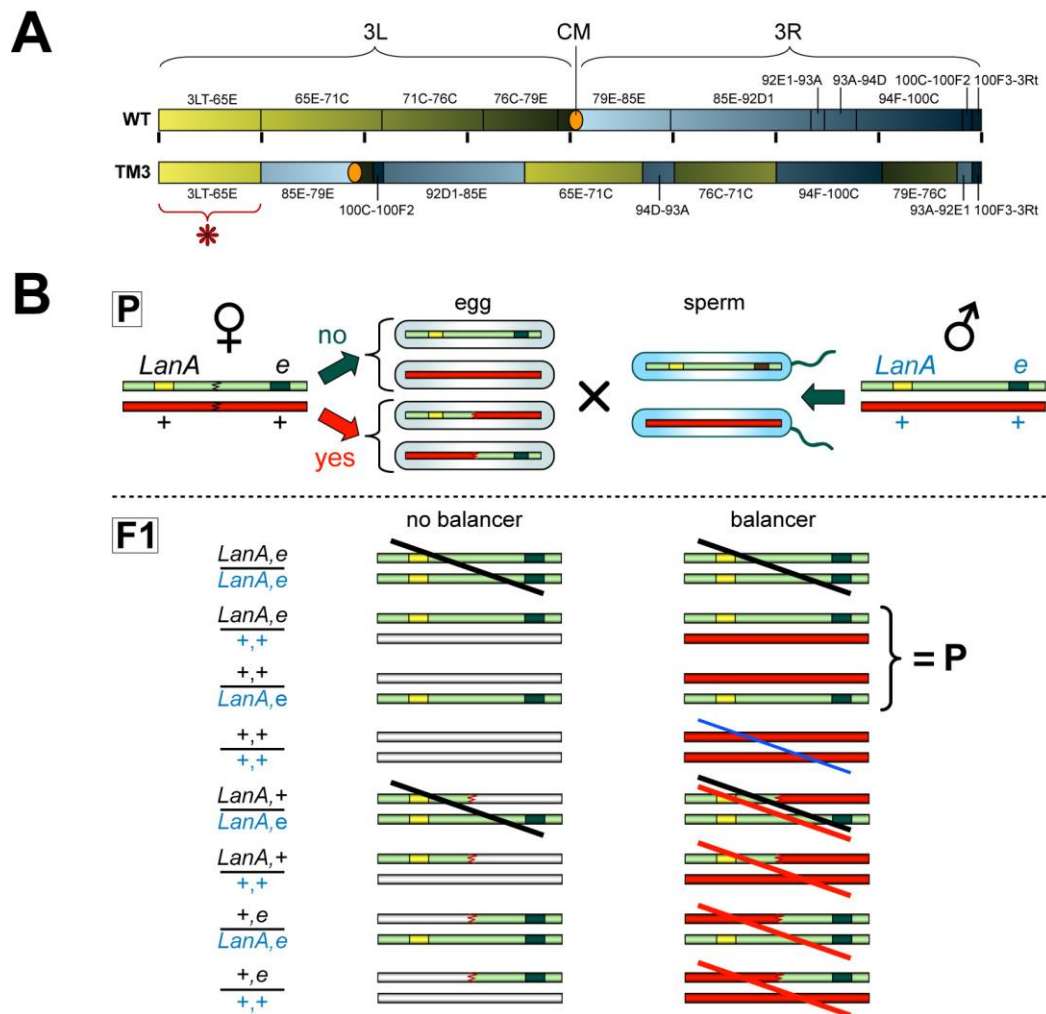 A
3L CM 3R
92E1-93A 93A-94D 100C-100F2 100F3-3Rt
3LT-65E 65E-71C 71C-76C 76C-79E 79E-85E 85E-92D1 94F-100C
WT
TM3
3LT-65E 85E-79E 92D1-85E 65E-71C 76C-71C 94F-100C 79E-76C
100C-100F2 94D-93A 93A-92E1 100F3-3Rt
B
P ♀ egg sperm ♂
no
LanA e LanA e
+ + + +
yes
F1 no balancer balancer
LanA,e
LanA,e
LanA,e
+,+
= P
+,+
LanA,e
+,+
+,+
LanA,+
LanA,e
LanA,+
+,+
+,e
LanA,e
+,e
+,+